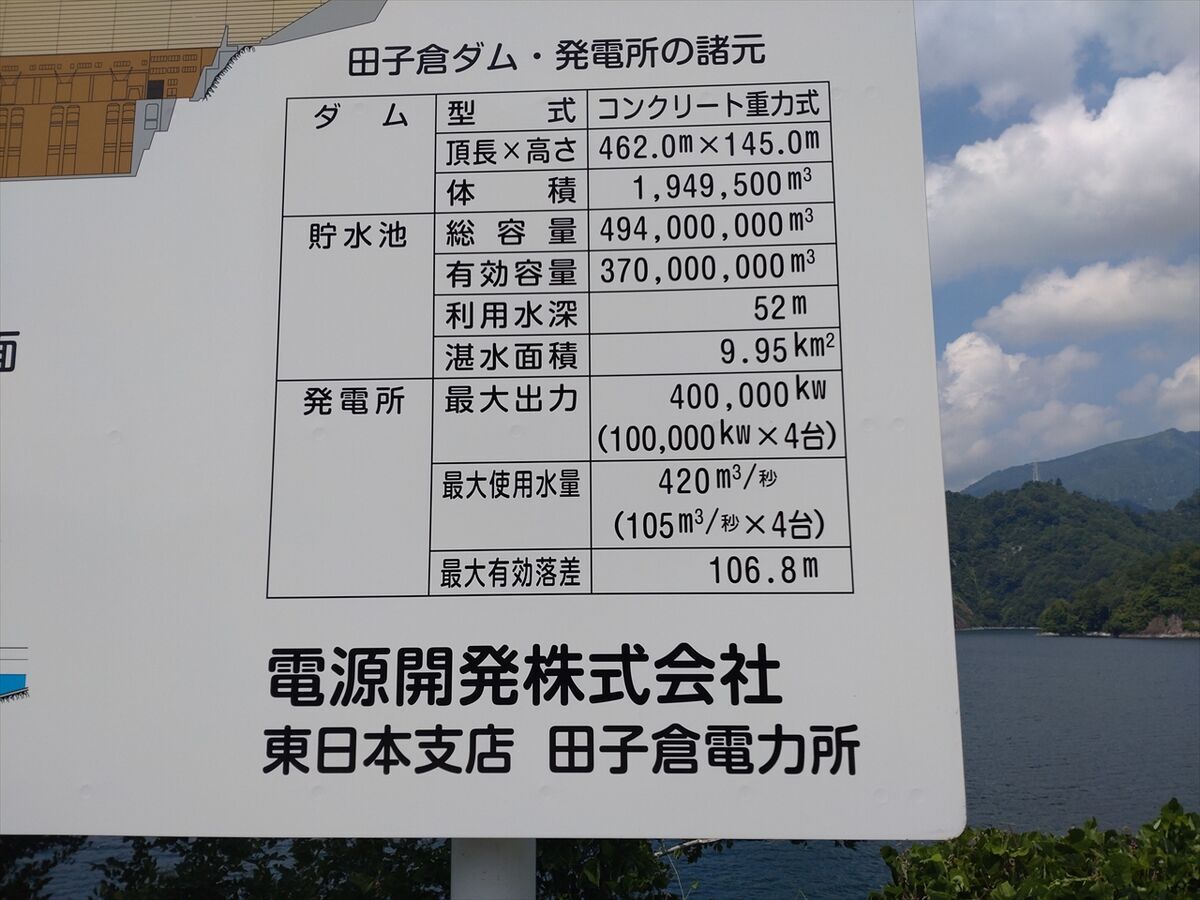 田子倉ダム・発電所の諸元
ダム 型式 コンクリート重力式
頂長×高さ 462.0m×145.0m
体積 1,949,500m³
貯水池 総容量 494,000,000m³
有効容量 370,000,000m³
利用水深 52m
湛水面積 9.95km²
発電所 最大出力 400,000kw
(100,000kw×4台)
最大使用水量 420m³/秒
(105m³/秒×4台)
最大有効落差 106.8m
面
電源開発株式会社
東日本支店 田子倉電力所